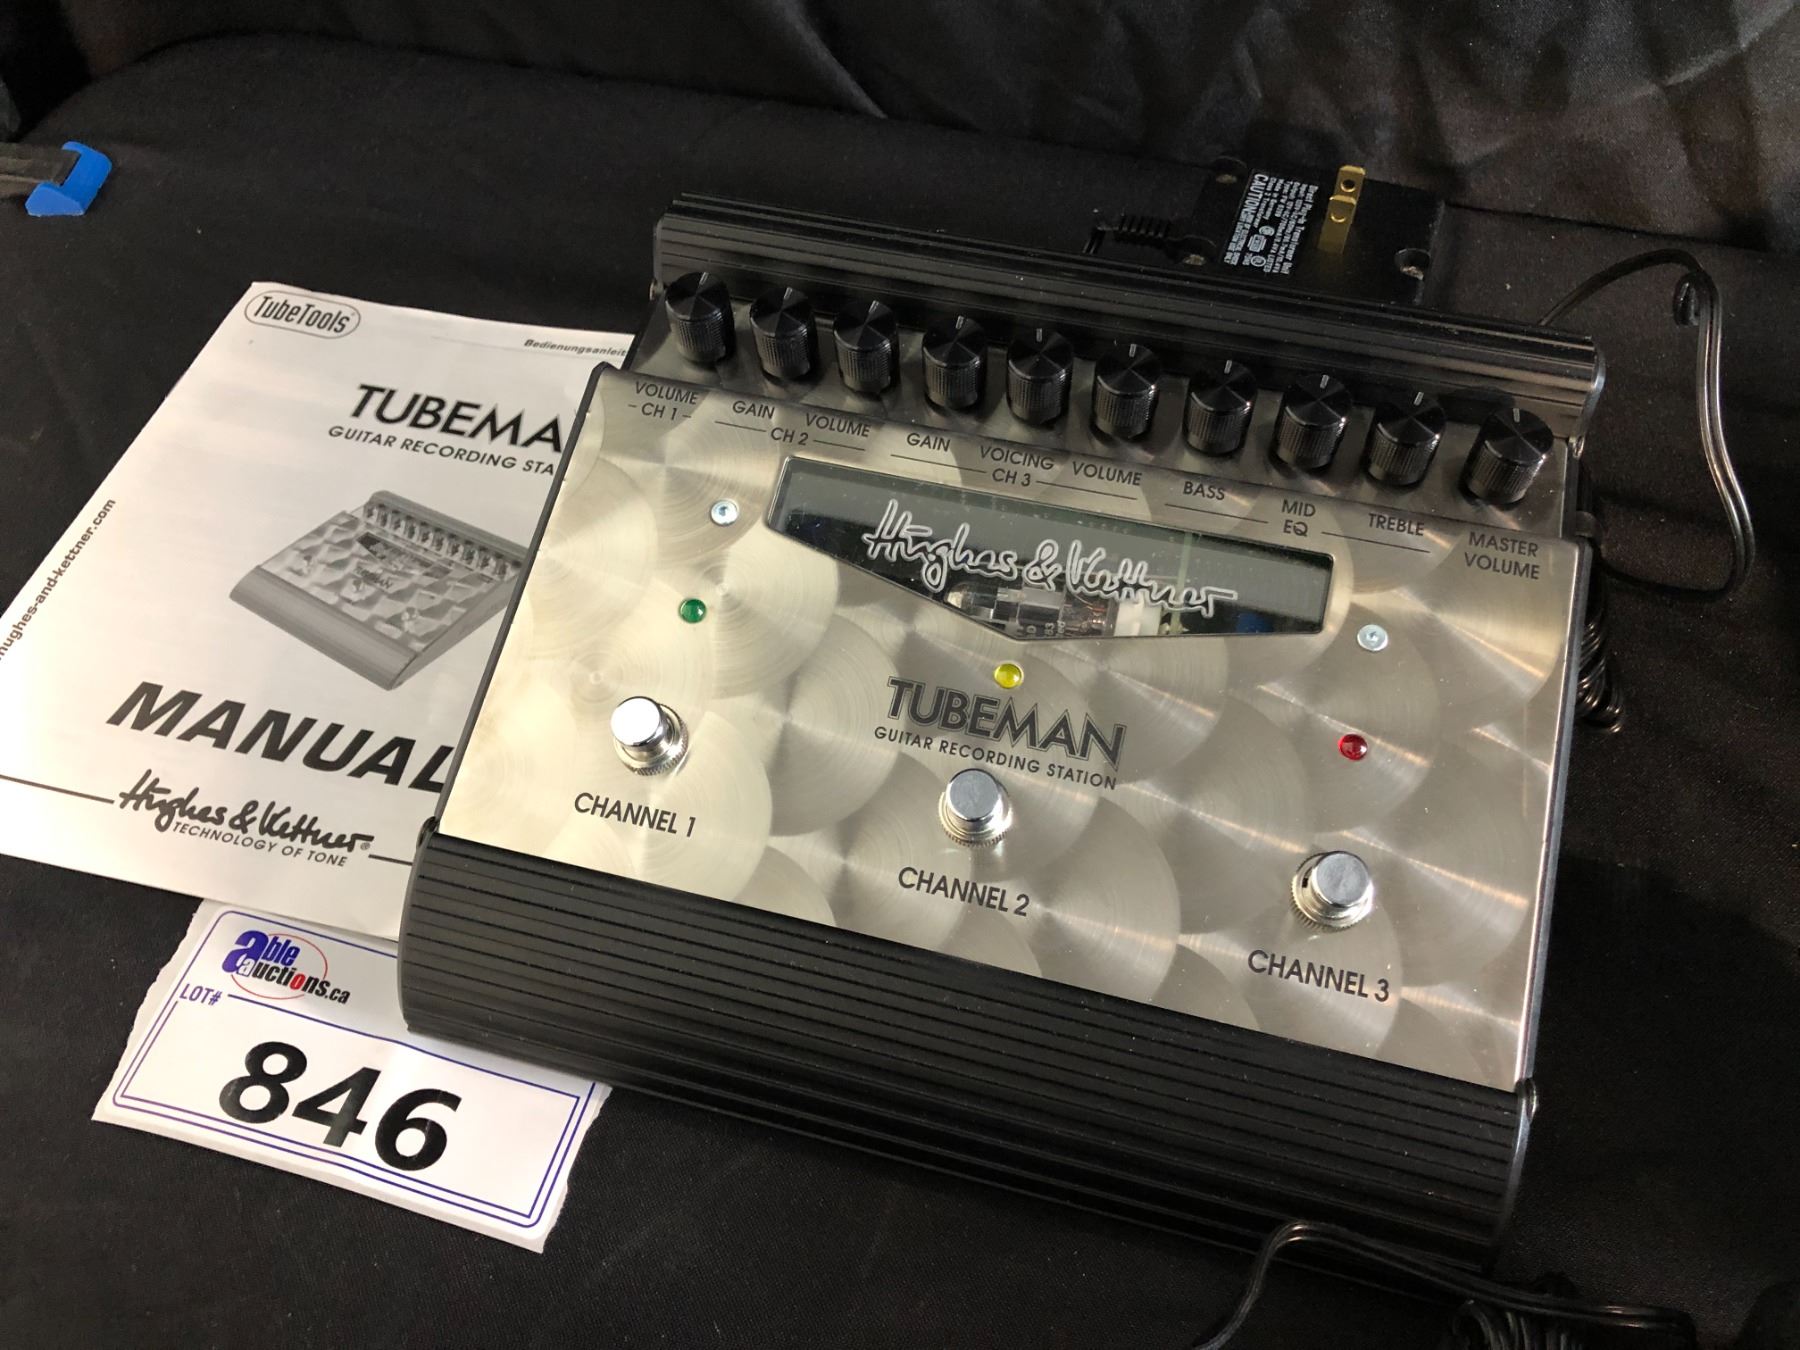 TubeTools
Bedienungsanleit
TUBEMA
GUITAR RECORDING STA
hughes-and-kettner.com
TUBEMAN
MANUAL
Hughes & Kettner®
TECHNOLOGY OF TONE
able
auctions.ca
LOT#
846
CAUTION
VOLUME
CH 1
GAIN VOLUME
CH 2
GAIN VOICING VOLUME
CH 3
BASS MID TREBLE
EQ
MASTER
VOLUME
Hughes & Kettner
TUBEMAN
GUITAR RECORDING STATION
CHANNEL 1
CHANNEL 2
CHANNEL 3